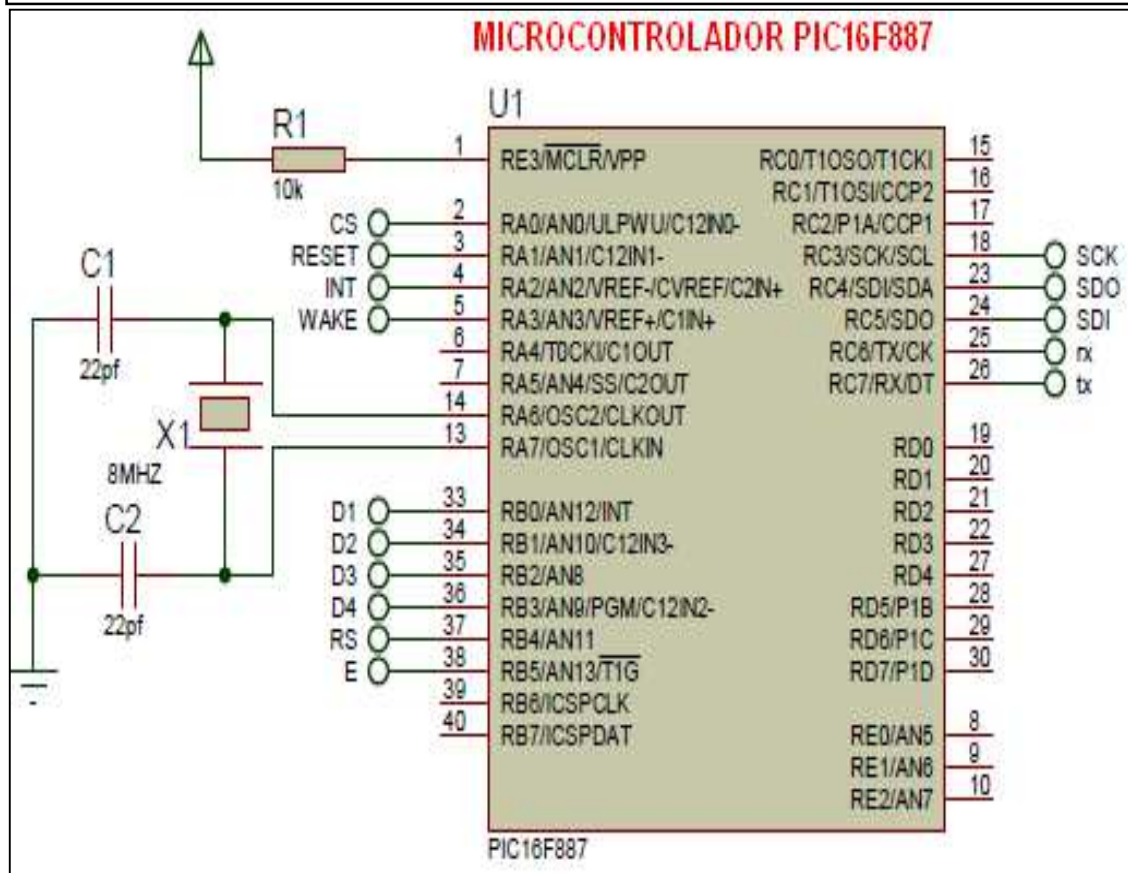 MICROCONTROLADOR PIC16F887
U1
R1
10k
C1
22pf
X1
8MHZ
C2
22pf
CS
RESET
INT
WAKE
D1
D2
D3
D4
RS
E
1 RE3/MCLR/VPP
2 RA0/AN0/ULPWU/C12IN0-
3 RA1/AN1/C12IN1-
4 RA2/AN2/VREF-/CVREF/C2IN+
5 RA3/AN3/VREF+/C1IN+
6 RA4/T0CKI/C1OUT
7 RA5/AN4/SS/C2OUT
14 RA6/OSC2/CLKOUT
13 RA7/OSC1/CLKIN
33 RB0/AN12/INT
34 RB1/AN10/C12IN3-
35 RB2/AN8
36 RB3/AN9/PGM/C12IN2-
37 RB4/AN11
38 RB5/AN13/T1G
39 RB6/ICSPCLK
40 RB7/ICSPDAT
RC0/T1OSO/T1CKI 15
RC1/T1OSI/CCP2 16
RC2/P1A/CCP1 17
RC3/SCK/SCL 18 SCK
RC4/SDI/SDA 23 SDO
RC5/SDO 24 SDI
RC6/TX/CK 25 rx
RC7/RX/DT 26 tx
RD0 19
RD1 20
RD2 21
RD3 22
RD4 27
RD5/P1B 28
RD6/P1C 29
RD7/P1D 30
RE0/AN5 8
RE1/AN6 9
RE2/AN7 10
PIC16F887